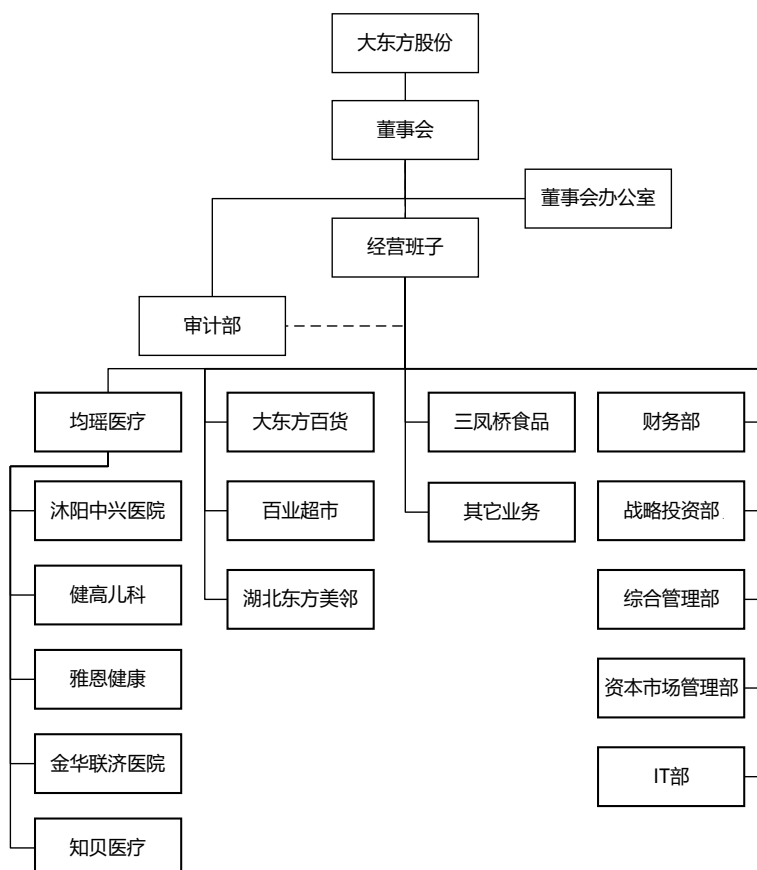 大东方股份
董事会
董事会办公室
经营班子
审计部
均瑶医疗
大东方百货
三凤桥食品
财务部
沭阳中兴医院
百业超市
其它业务
战略投资部
健高儿科
湖北东方美邻
综合管理部
雅恩健康
资本市场管理部
金华联济医院
IT部
知贝医疗